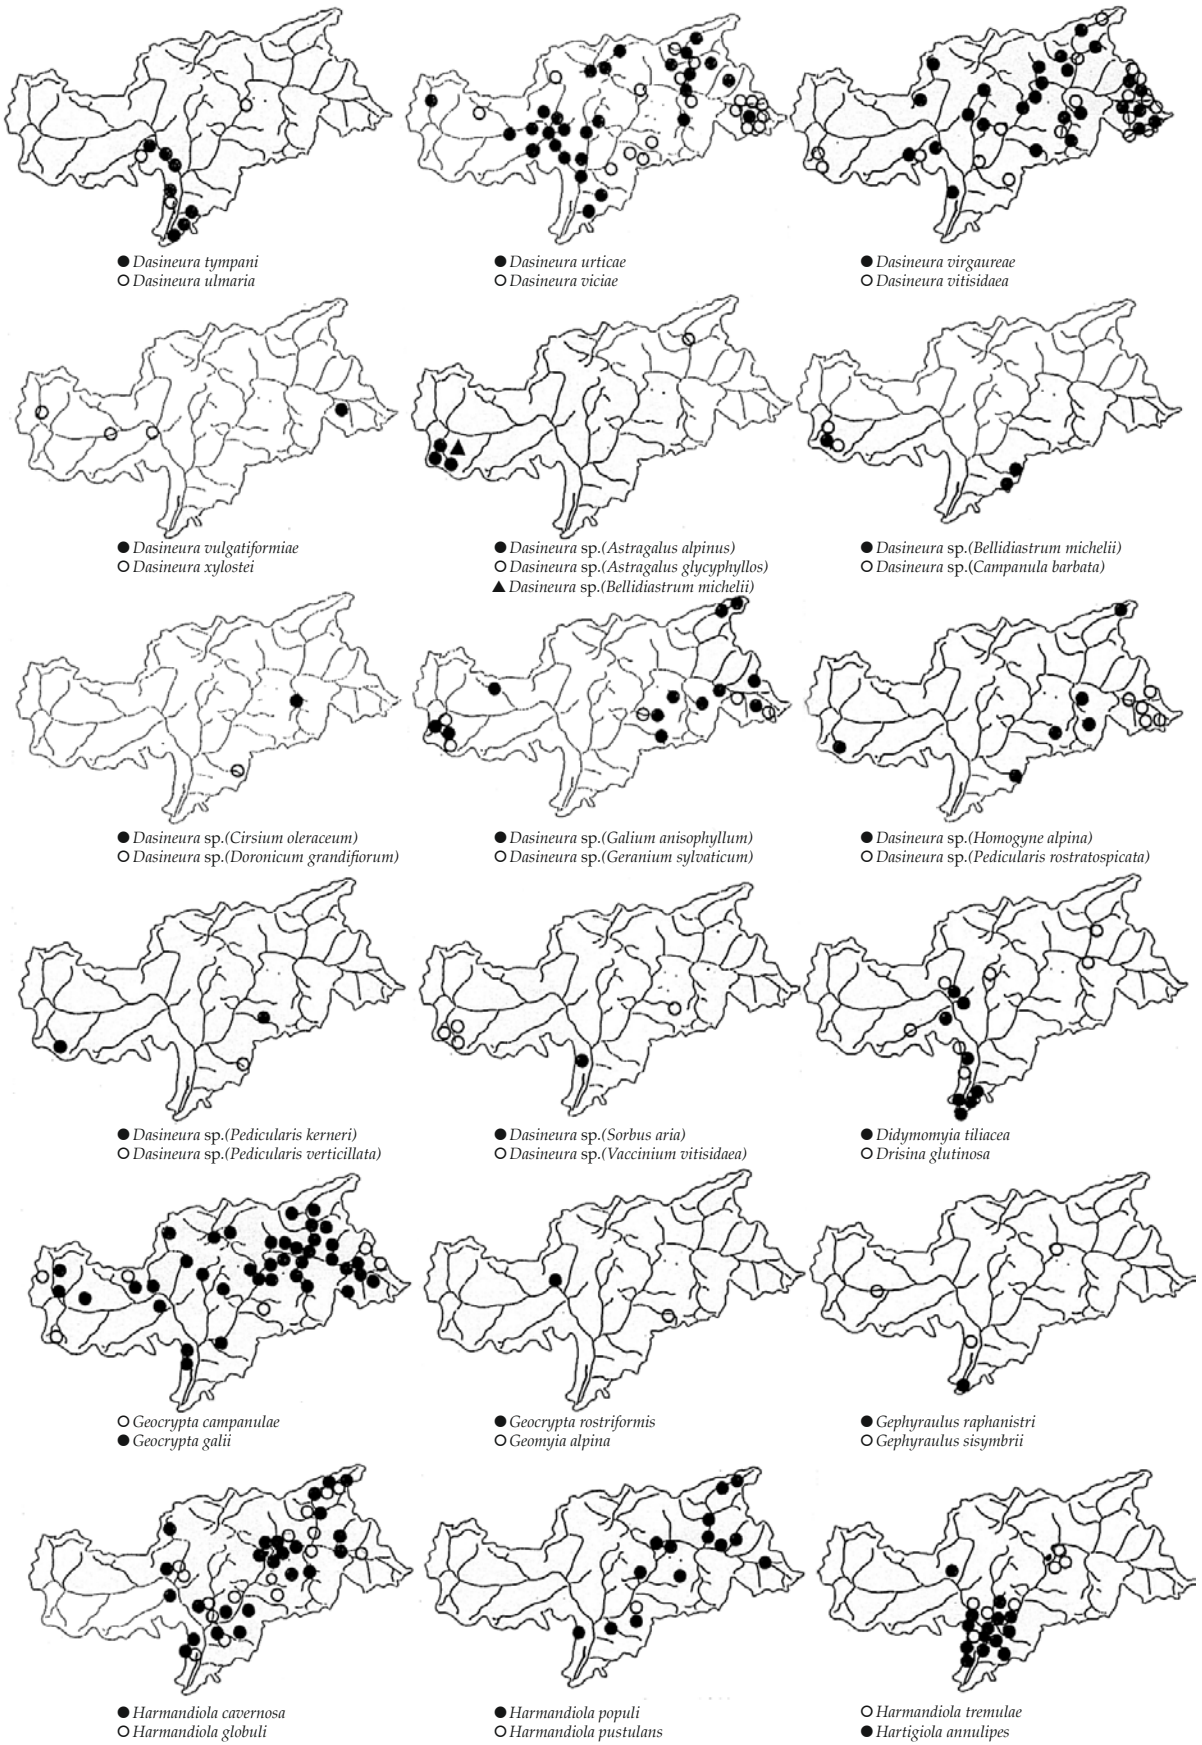 ● Dasineura tympani
○ Dasineura ulmaria
● Dasineura urticae
○ Dasineura viciae
● Dasineura virgaureae
○ Dasineura vitisidaea
● Dasineura vulgatiformiae
○ Dasineura xylostei
● Dasineura sp.(Astragalus alpinus)
○ Dasineura sp.(Astragalus glycyphyllos)
▲ Dasineura sp.(Bellidiastrum michelii)
● Dasineura sp.(Bellidiastrum michelii)
○ Dasineura sp.(Campanula barbata)
● Dasineura sp.(Cirsium oleraceum)
○ Dasineura sp.(Doronicum grandifiorum)
● Dasineura sp.(Galium anisophyllum)
○ Dasineura sp.(Geranium sylvaticum)
● Dasineura sp.(Homogyne alpina)
○ Dasineura sp.(Pedicularis rostratospicata)
● Dasineura sp.(Pedicularis kerneri)
○ Dasineura sp.(Pedicularis verticillata)
● Dasineura sp.(Sorbus aria)
○ Dasineura sp.(Vaccinium vitisidaea)
● Didymomyia tiliacea
○ Drisina glutinosa
○ Geocrypta campanulae
● Geocrypta galii
● Geocrypta rostriformis
○ Geomyia alpina
● Gephyraulus raphanistri
○ Gephyraulus sisymbrii
● Harmandiola cavernosa
○ Harmandiola globuli
● Harmandiola populi
○ Harmandiola pustulans
○ Harmandiola tremulae
● Hartigiola annulipes